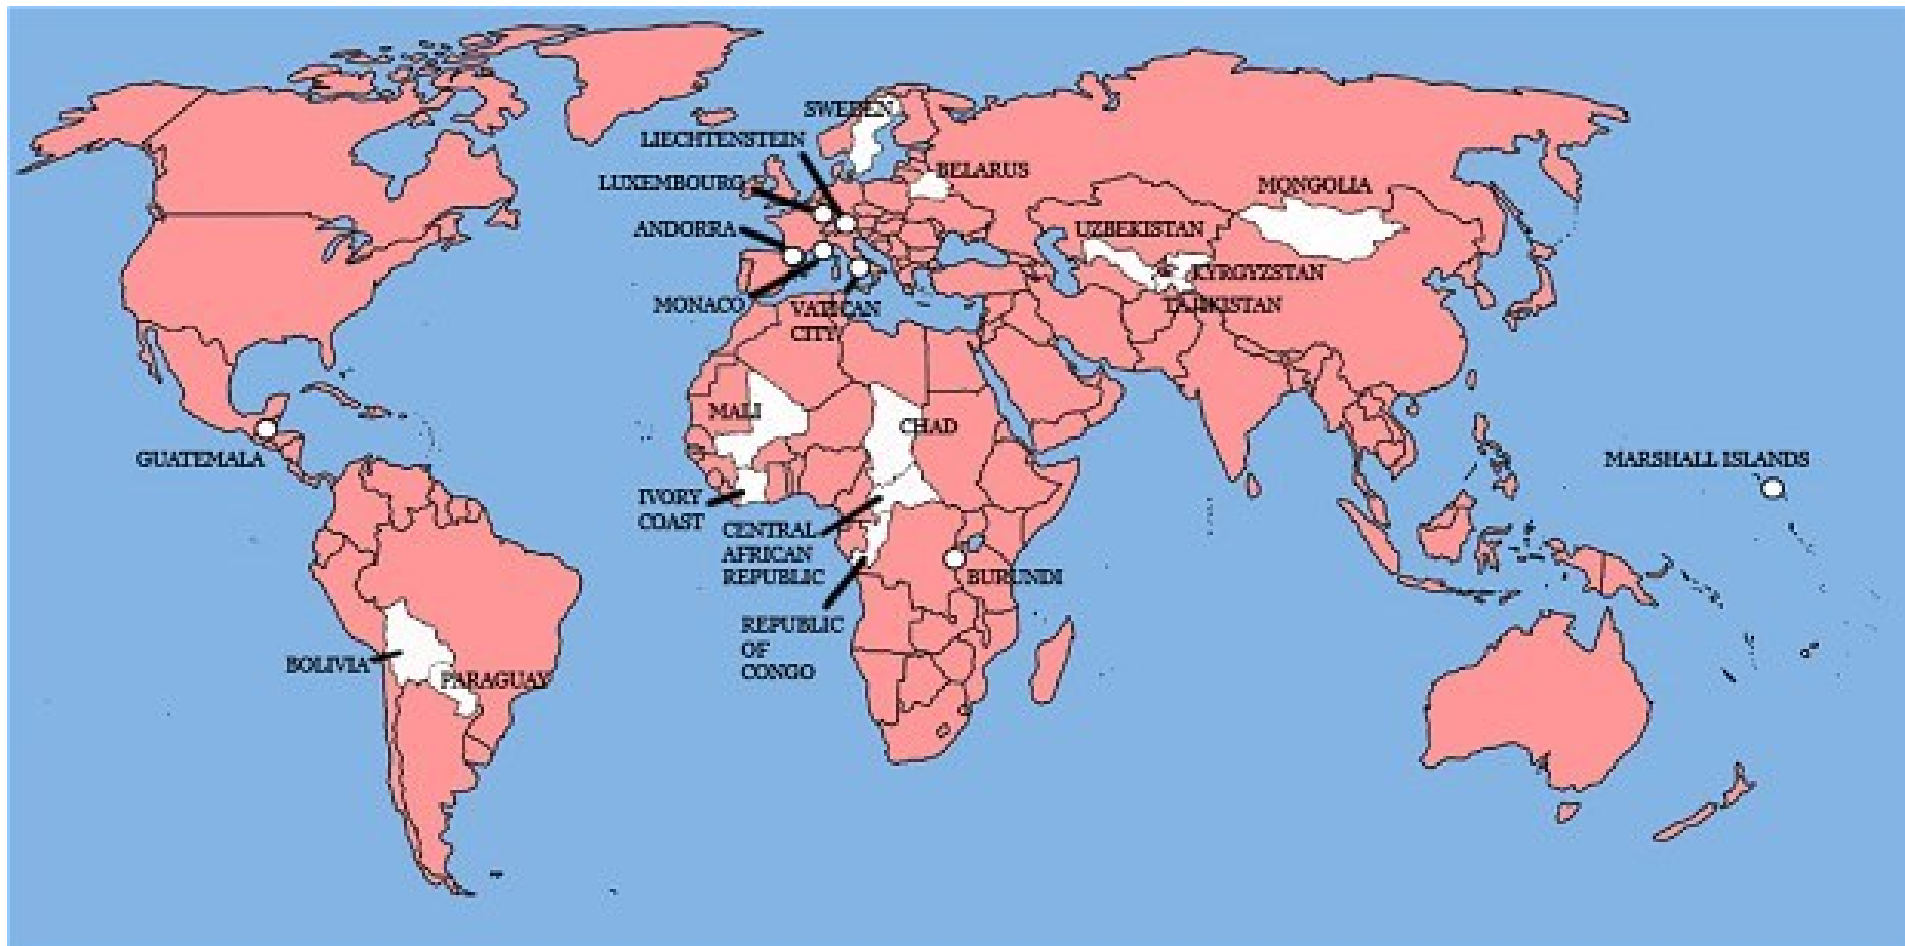 SWEDEN
LIECHTENSTEIN
BELARUS
LUXEMBOURG
MONGOLIA
ANDORRA
UZBEKISTAN
KYRGYZSTAN
MONACO
VATICAN
CITY
TAJIKISTAN
MALI
CHAD
GUATEMALA
MARSHALL ISLANDS
IVORY
COAST
CENTRAL
AFRICAN
REPUBLIC
BURUNDI
REPUBLIC
OF
CONGO
BOLIVIA
PARAGUAY